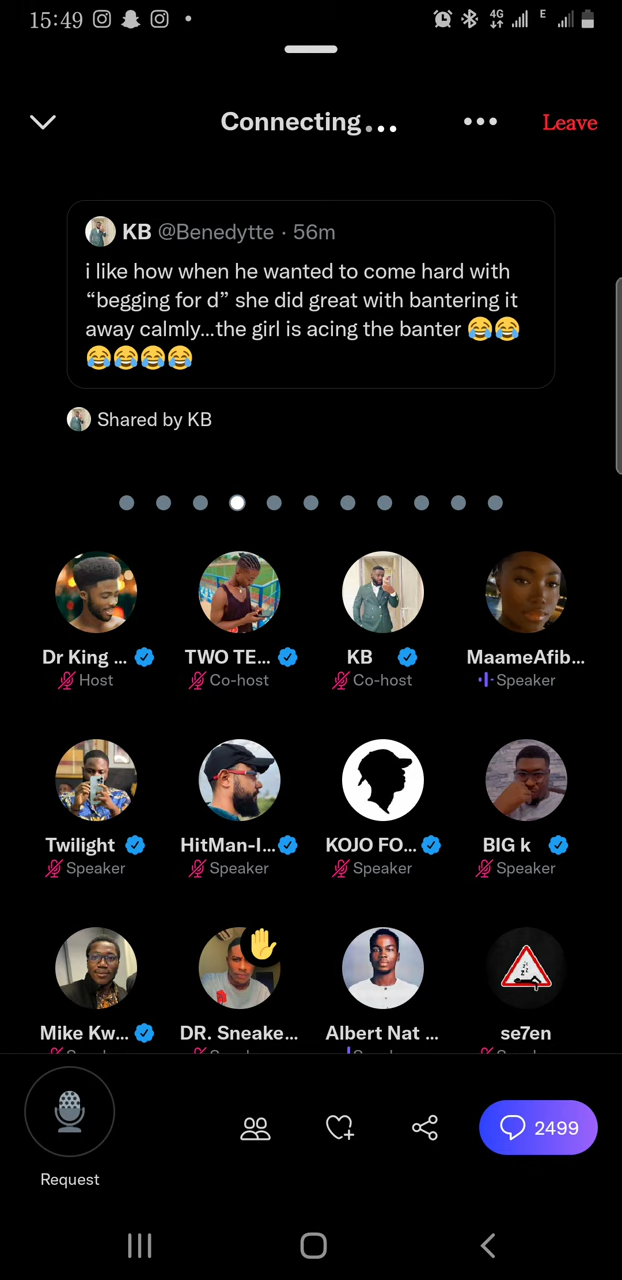 15:49
4G
E
Connecting...
Leave
KB @Benedytte · 56m
i like how when he wanted to come hard with
“begging for d” she did great with bantering it
away calmly...the girl is acing the banter 😂😂
😂😂😂😂
Shared by KB
Dr King ... TWO TE... KB MaameAfib...
Host Co-host Co-host Speaker
Twilight HitMan-I... KOJO FO... BIG k
Speaker Speaker Speaker Speaker
Mike Kw... DR. Sneake... Albert Nat ... se7en
2499
Request